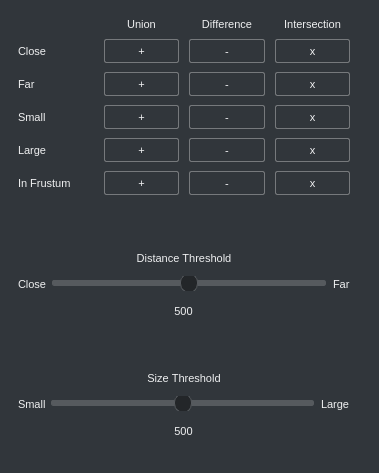 Union Difference Intersection
Close + - x
Far + - x
Small + - x
Large + - x
In Frustum + - x
Distance Threshold
Close Far
500
Size Threshold
Small Large
500